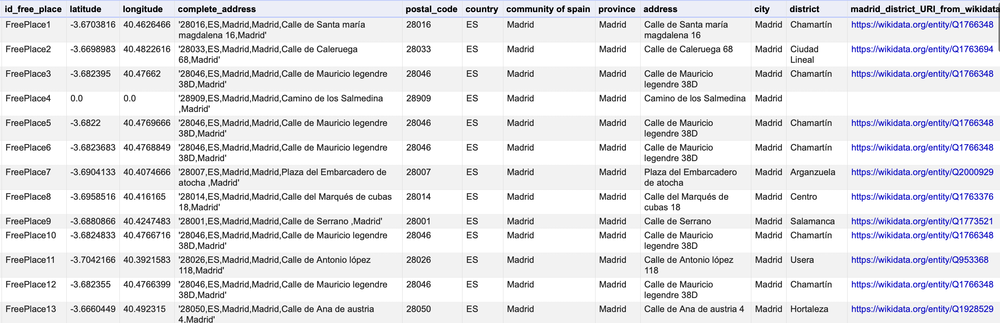 id_free_place latitude longitude complete_address postal_code country community of spain province address city district madrid_district_URI_from_wikidata
FreePlace1 -3.6703816 40.4626466 '28016,ES,Madrid,Madrid,Calle de Santa maría magdalena 16,Madrid' 28016 ES Madrid Madrid Calle de Santa maría magdalena 16 Madrid Chamartín https://wikidata.org/entity/Q1766348
FreePlace2 -3.6698983 40.4822616 '28033,ES,Madrid,Madrid,Calle de Caleruega 68,Madrid' 28033 ES Madrid Madrid Calle de Caleruega 68 Madrid Ciudad Lineal https://wikidata.org/entity/Q1763694
FreePlace3 -3.682395 40.47662 '28046,ES,Madrid,Madrid,Calle de Mauricio legendre 38D,Madrid' 28046 ES Madrid Madrid Calle de Mauricio legendre 38D Madrid Chamartín https://wikidata.org/entity/Q1766348
FreePlace4 0.0 0.0 '28909,ES,Madrid,Madrid,Camino de los Salmedina ,Madrid' 28909 ES Madrid Madrid Camino de los Salmedina Madrid
FreePlace5 -3.6822 40.4769666 '28046,ES,Madrid,Madrid,Calle de Mauricio legendre 38D,Madrid' 28046 ES Madrid Madrid Calle de Mauricio legendre 38D Madrid Chamartín https://wikidata.org/entity/Q1766348
FreePlace6 -3.6823683 40.4768849 '28046,ES,Madrid,Madrid,Calle de Mauricio legendre 38D,Madrid' 28046 ES Madrid Madrid Calle de Mauricio legendre 38D Madrid Chamartín https://wikidata.org/entity/Q1766348
FreePlace7 -3.6904133 40.4074666 '28007,ES,Madrid,Madrid,Plaza del Embarcadero de atocha ,Madrid' 28007 ES Madrid Madrid Plaza del Embarcadero de atocha Madrid Arganzuela https://wikidata.org/entity/Q2000929
FreePlace8 -3.6958516 40.416165 '28014,ES,Madrid,Madrid,Calle del Marqués de cubas 18,Madrid' 28014 ES Madrid Madrid Calle del Marqués de cubas 18 Madrid Centro https://wikidata.org/entity/Q1763376
FreePlace9 -3.6880866 40.4247483 '28001,ES,Madrid,Madrid,Calle de Serrano ,Madrid' 28001 ES Madrid Madrid Calle de Serrano Madrid Salamanca https://wikidata.org/entity/Q1773521
FreePlace10 -3.6824833 40.4766716 '28046,ES,Madrid,Madrid,Calle de Mauricio legendre 38D,Madrid' 28046 ES Madrid Madrid Calle de Mauricio legendre 38D Madrid Chamartín https://wikidata.org/entity/Q1766348
FreePlace11 -3.7042166 40.3921583 '28026,ES,Madrid,Madrid,Calle de Antonio lópez 118,Madrid' 28026 ES Madrid Madrid Calle de Antonio lópez 118 Madrid Usera https://wikidata.org/entity/Q953368
FreePlace12 -3.682355 40.4766399 '28046,ES,Madrid,Madrid,Calle de Mauricio legendre 38D,Madrid' 28046 ES Madrid Madrid Calle de Mauricio legendre 38D Madrid Chamartín https://wikidata.org/entity/Q1766348
FreePlace13 -3.6660449 40.492315 '28050,ES,Madrid,Madrid,Calle de Ana de austria 4,Madrid' 28050 ES Madrid Madrid Calle de Ana de austria 4 Madrid Hortaleza https://wikidata.org/entity/Q1928529